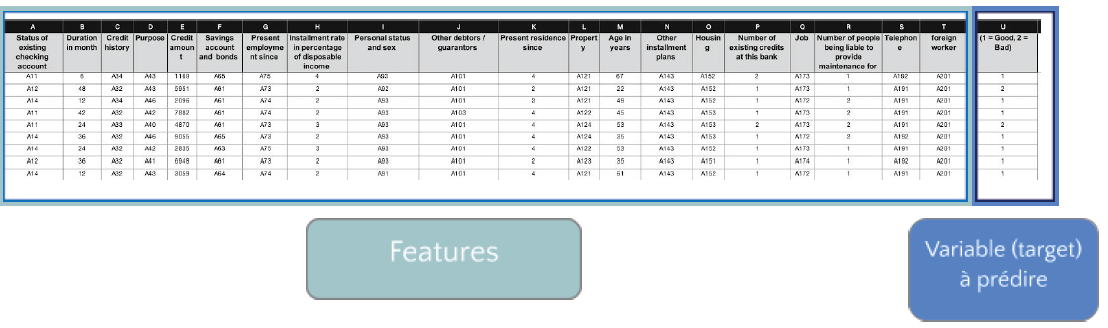 A B C D E F G H I J K L M N O P Q R S T U
Status of
existing
checking
account
Duration
in month
Credit
history
Purpose
Credit
amoun
t
Savings
account
and bonds
Present
employme
nt since
Installment rate
in percentage
of disposable
income
Personal status
and sex
Other debtors /
guarantors
Present residence
since
Propert
y
Age in
years
Other
installment
plans
Housin
g
Number of
existing credits
at this bank
Job
Number of people
being liable to
provide
maintenance for
Telephon
e
foreign
worker
(1 = Good, 2 =
Bad)
A11 6 A34 A43 1169 A65 A75 4 A93 A101 4 A121 67 A143 A152 2 A173 1 A192 A201 1
A12 48 A32 A43 5951 A61 A73 2 A92 A101 2 A121 22 A143 A152 1 A173 1 A191 A201 2
A14 12 A34 A46 2096 A61 A74 2 A93 A101 3 A121 49 A143 A152 1 A172 2 A191 A201 1
A11 42 A32 A42 7882 A61 A74 2 A93 A103 4 A122 45 A143 A153 1 A173 2 A191 A201 1
A11 24 A33 A40 4870 A61 A73 3 A93 A101 4 A124 53 A143 A153 2 A173 2 A191 A201 2
A14 36 A32 A46 9055 A65 A73 2 A93 A101 4 A124 35 A143 A153 1 A172 2 A192 A201 1
A14 24 A32 A42 2835 A63 A75 3 A93 A101 4 A122 53 A143 A152 1 A173 1 A191 A201 1
A12 36 A32 A41 6948 A61 A73 2 A93 A101 2 A123 35 A143 A151 1 A174 1 A192 A201 1
A14 12 A32 A43 3059 A64 A74 2 A91 A101 4 A121 61 A143 A152 1 A172 1 A191 A201 1
Features
Variable (target)
à prédire